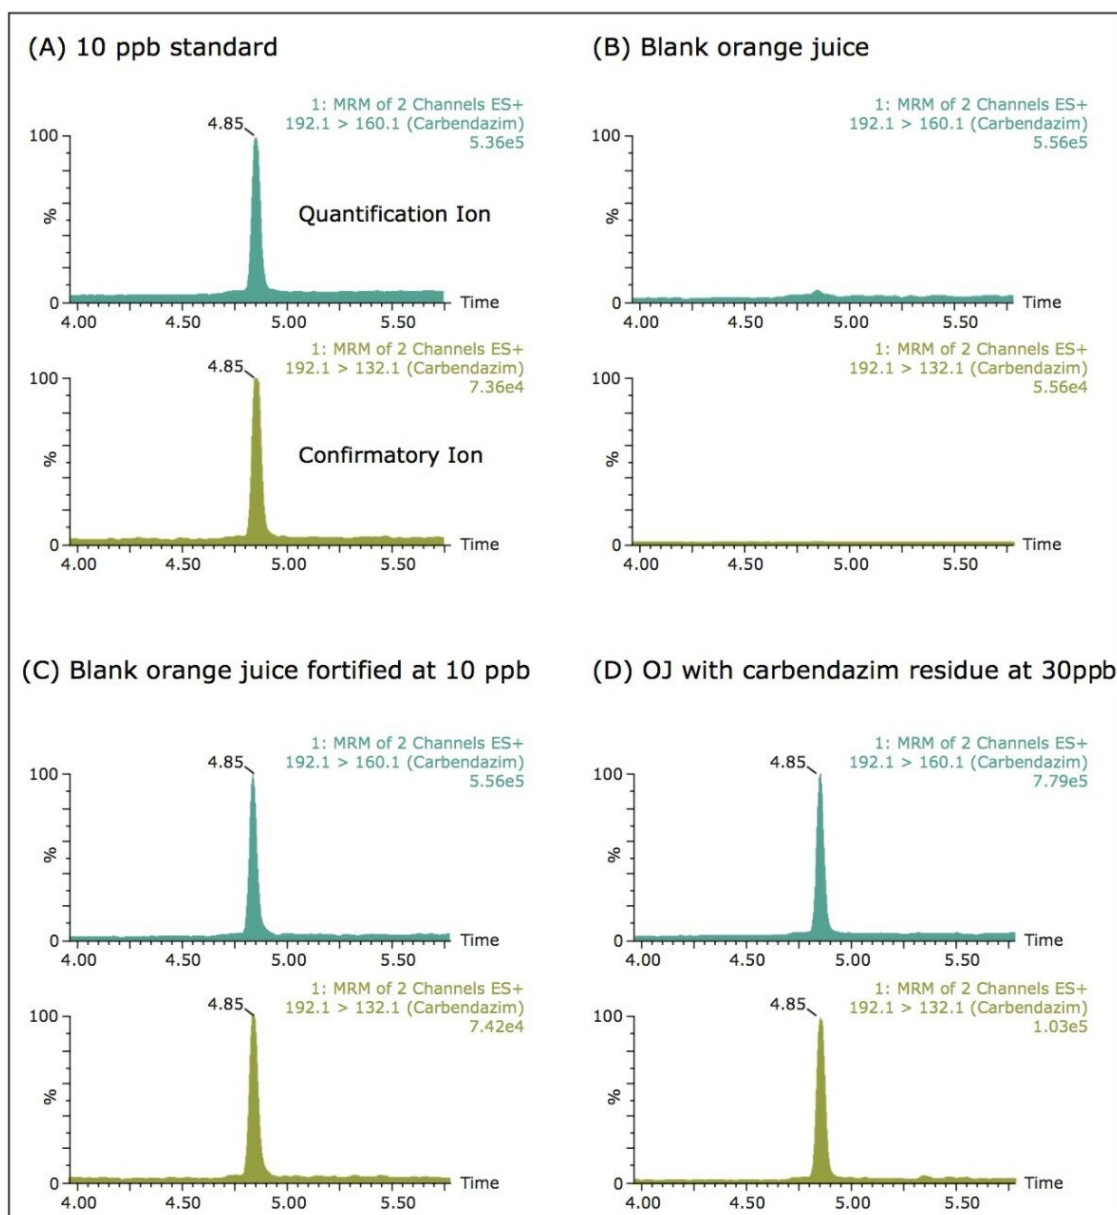 (A) 10 ppb standard
1: MRM of 2 Channels ES+
192.1 > 160.1 (Carbendazim)
5.36e5
4.85
100
%
0
Quantification Ion
Time
4.00 4.50 5.00 5.50
1: MRM of 2 Channels ES+
192.1 > 132.1 (Carbendazim)
7.36e4
4.85
100
%
0
Confirmatory Ion
Time
4.00 4.50 5.00 5.50
(B) Blank orange juice
1: MRM of 2 Channels ES+
192.1 > 160.1 (Carbendazim)
5.56e5
100
%
0
Time
4.00 4.50 5.00 5.50
1: MRM of 2 Channels ES+
192.1 > 132.1 (Carbendazim)
5.56e4
100
%
0
Time
4.00 4.50 5.00 5.50
(C) Blank orange juice fortified at 10 ppb
1: MRM of 2 Channels ES+
192.1 > 160.1 (Carbendazim)
5.56e5
4.85
100
%
0
Time
4.00 4.50 5.00 5.50
1: MRM of 2 Channels ES+
192.1 > 132.1 (Carbendazim)
7.42e4
4.85
100
%
0
Time
4.00 4.50 5.00 5.50
(D) OJ with carbendazim residue at 30ppb
1: MRM of 2 Channels ES+
192.1 > 160.1 (Carbendazim)
7.79e5
4.85
100
%
0
Time
4.00 4.50 5.00 5.50
1: MRM of 2 Channels ES+
192.1 > 132.1 (Carbendazim)
1.03e5
4.85
100
%
0
Time
4.00 4.50 5.00 5.50